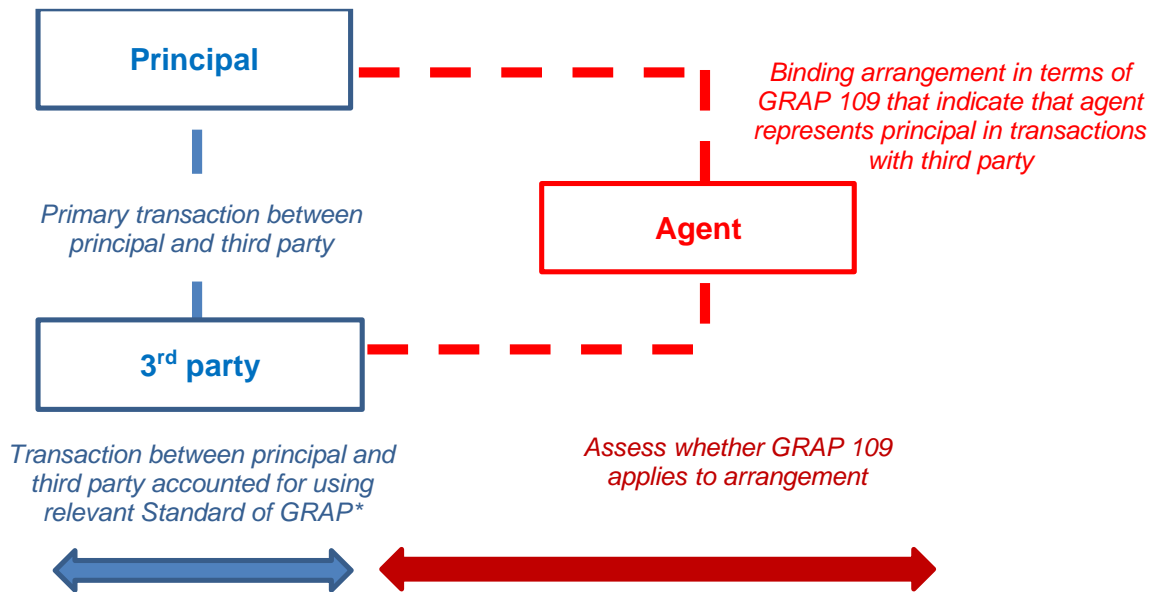 Principal
Binding arrangement in terms of
GRAP 109 that indicate that agent
represents principal in transactions
with third party
Primary transaction between
principal and third party
Agent
3rd party
Transaction between principal and
third party accounted for using
relevant Standard of GRAP*
Assess whether GRAP 109
applies to arrangement